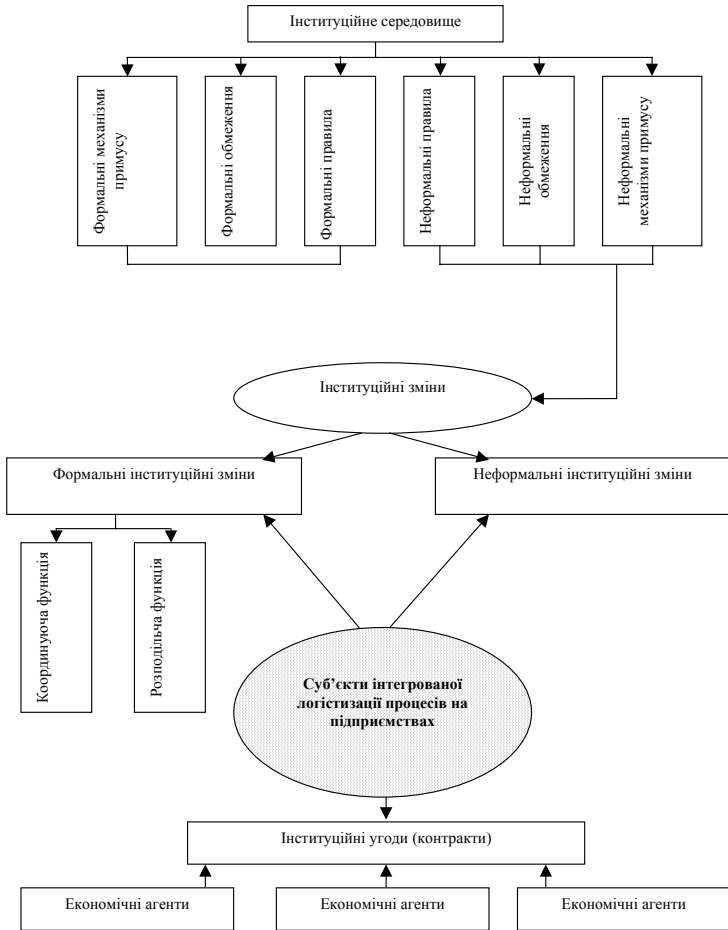 Інституційне середовище
Формальні механізми
примусу
Формальні обмеження
Формальні правила
Неформальні правила
Неформальні
обмеження
Неформальні
механізми примусу
Інституційні зміни
Формальні інституційні зміни
Неформальні інституційні зміни
Координуюча функція
Розподільча функція
Суб’єкти інтегрованої
логістизації процесів на
підприємствах
Інституційні угоди (контракти)
Економічні агенти
Економічні агенти
Економічні агенти